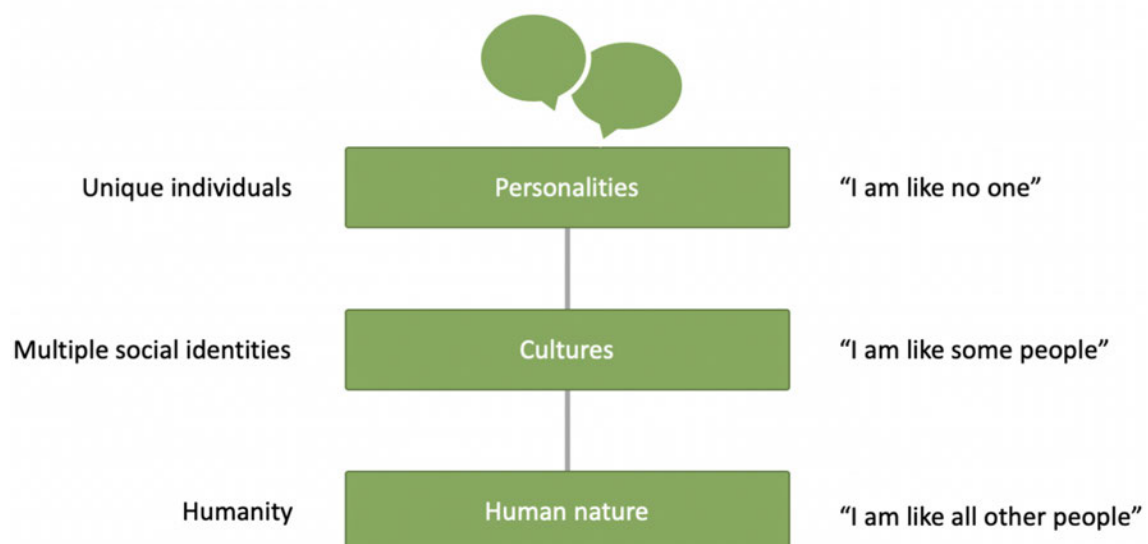 Unique individuals Personalities “I am like no one”
Multiple social identities Cultures “I am like some people”
Humanity Human nature “I am like all other people”